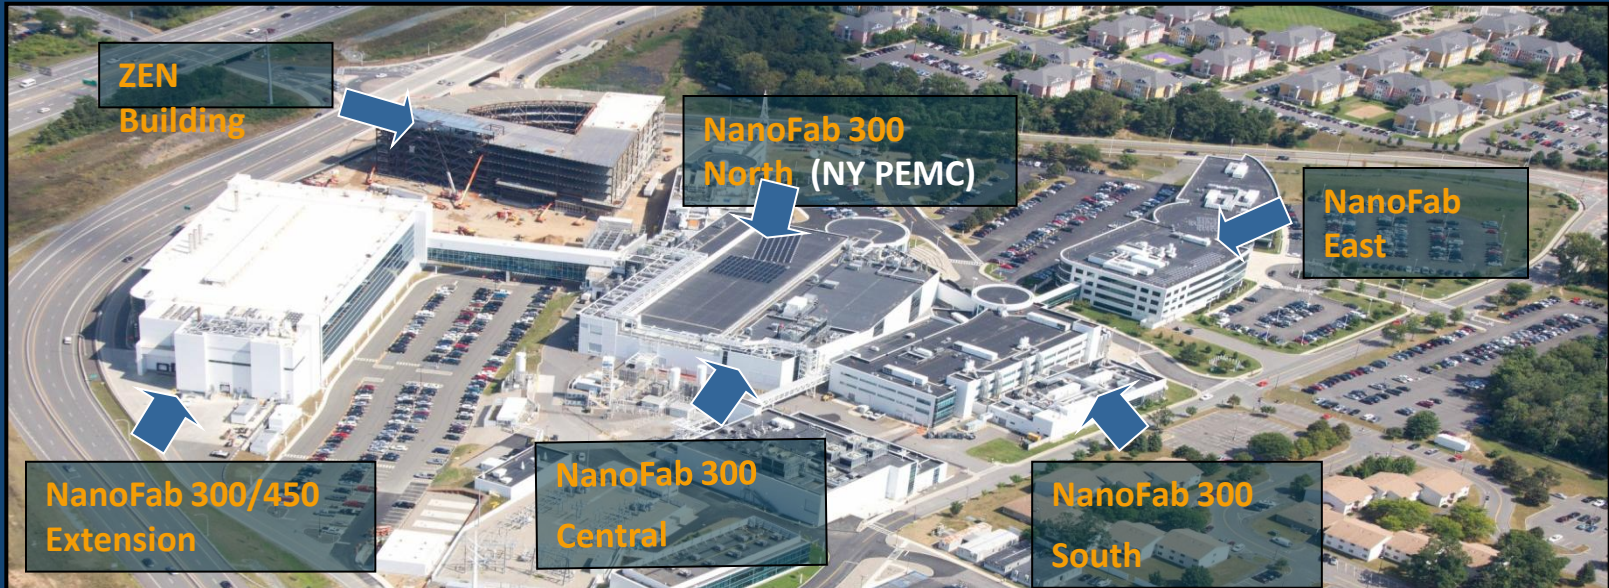 ZEN
Building
NanoFab 300
North (NY PEMC)
NanoFab
East
NanoFab 300/450
Extension
NanoFab 300
Central
NanoFab 300
South